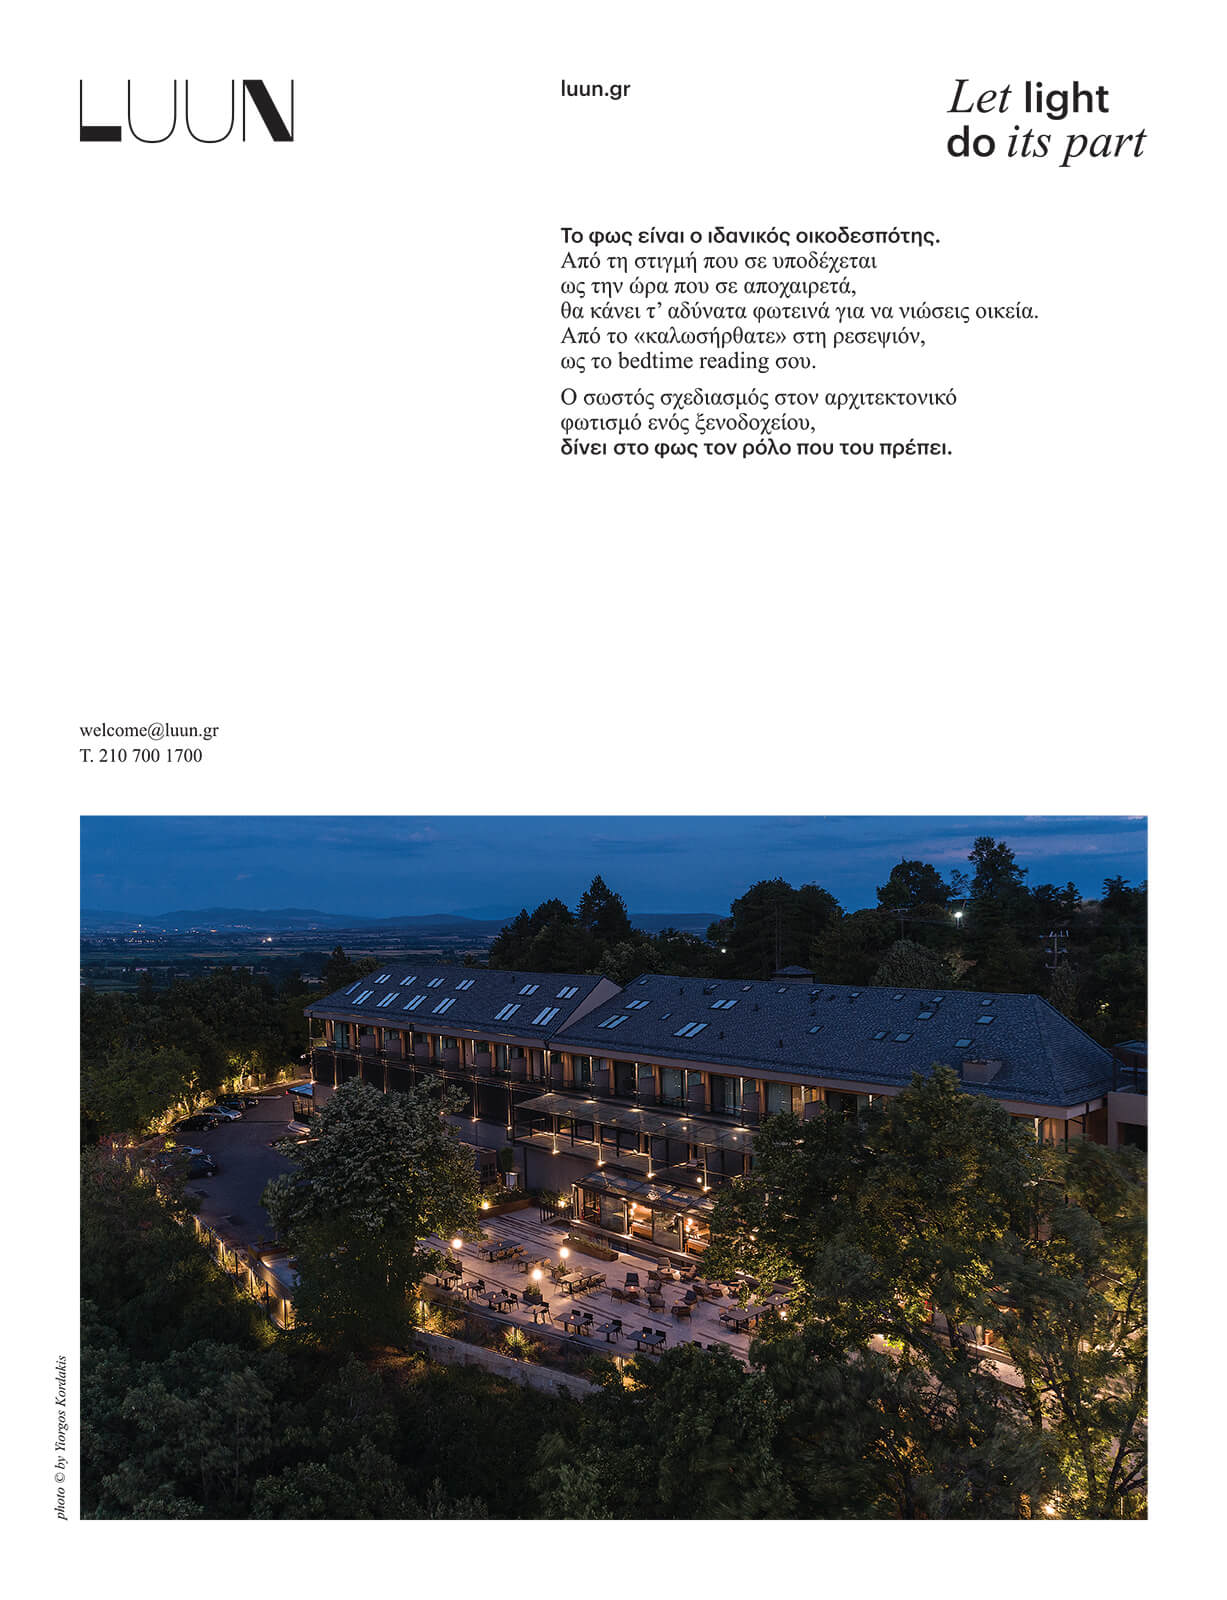 LUUN
luun.gr
Let light
do its part
Το φως είναι ο ιδανικός οικοδεσπότης.
Από τη στιγμή που σε υποδέχεται
ως την ώρα που σε αποχαιρετά,
θα κάνει τ’ αδύνατα φωτεινά για να νιώσεις οικεία.
Από το «καλωσήρθατε» στη ρεσεψιόν,
ως το bedtime reading σου.
Ο σωστός σχεδιασμός στον αρχιτεκτονικό
φωτισμό ενός ξενοδοχείου,
δίνει στο φως τον ρόλο που του πρέπει.
welcome@luun.gr
T. 210 700 1700
photo © by Yiorgos Kordakis